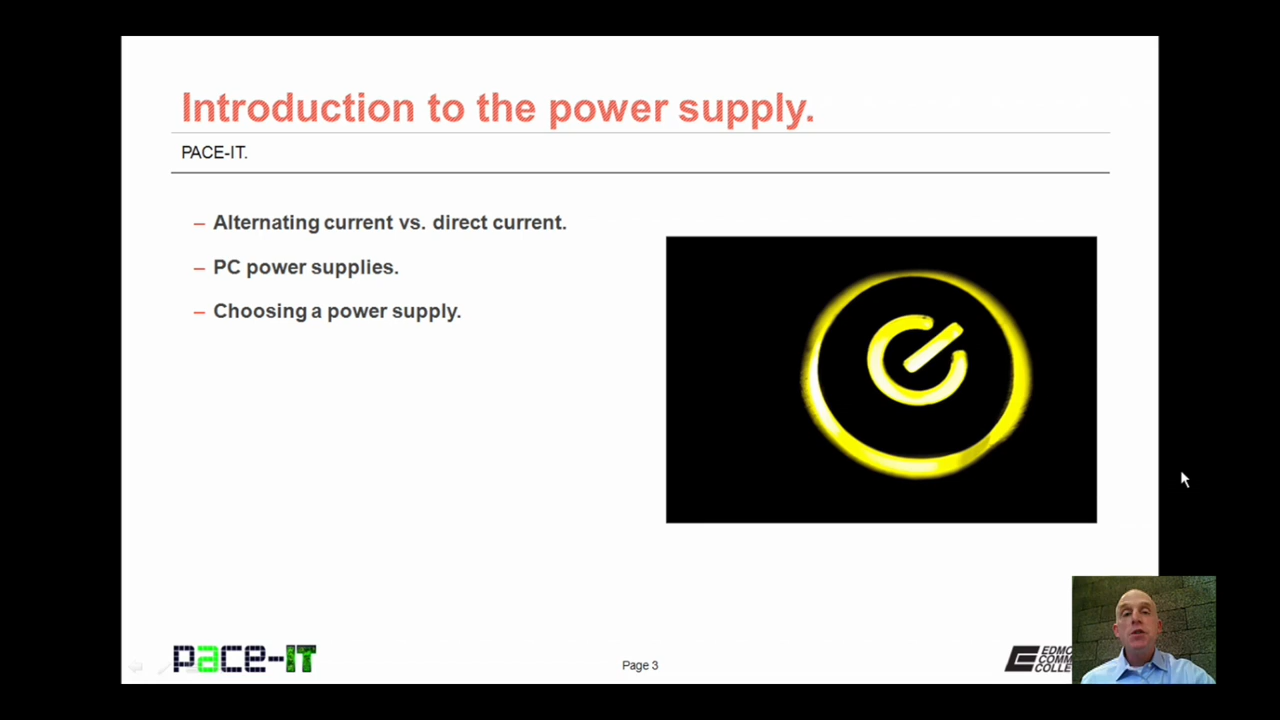 Introduction to the power supply.
PACE-IT.
– Alternating current vs. direct current.
– PC power supplies.
– Choosing a power supply.
pace-IT
Page 3